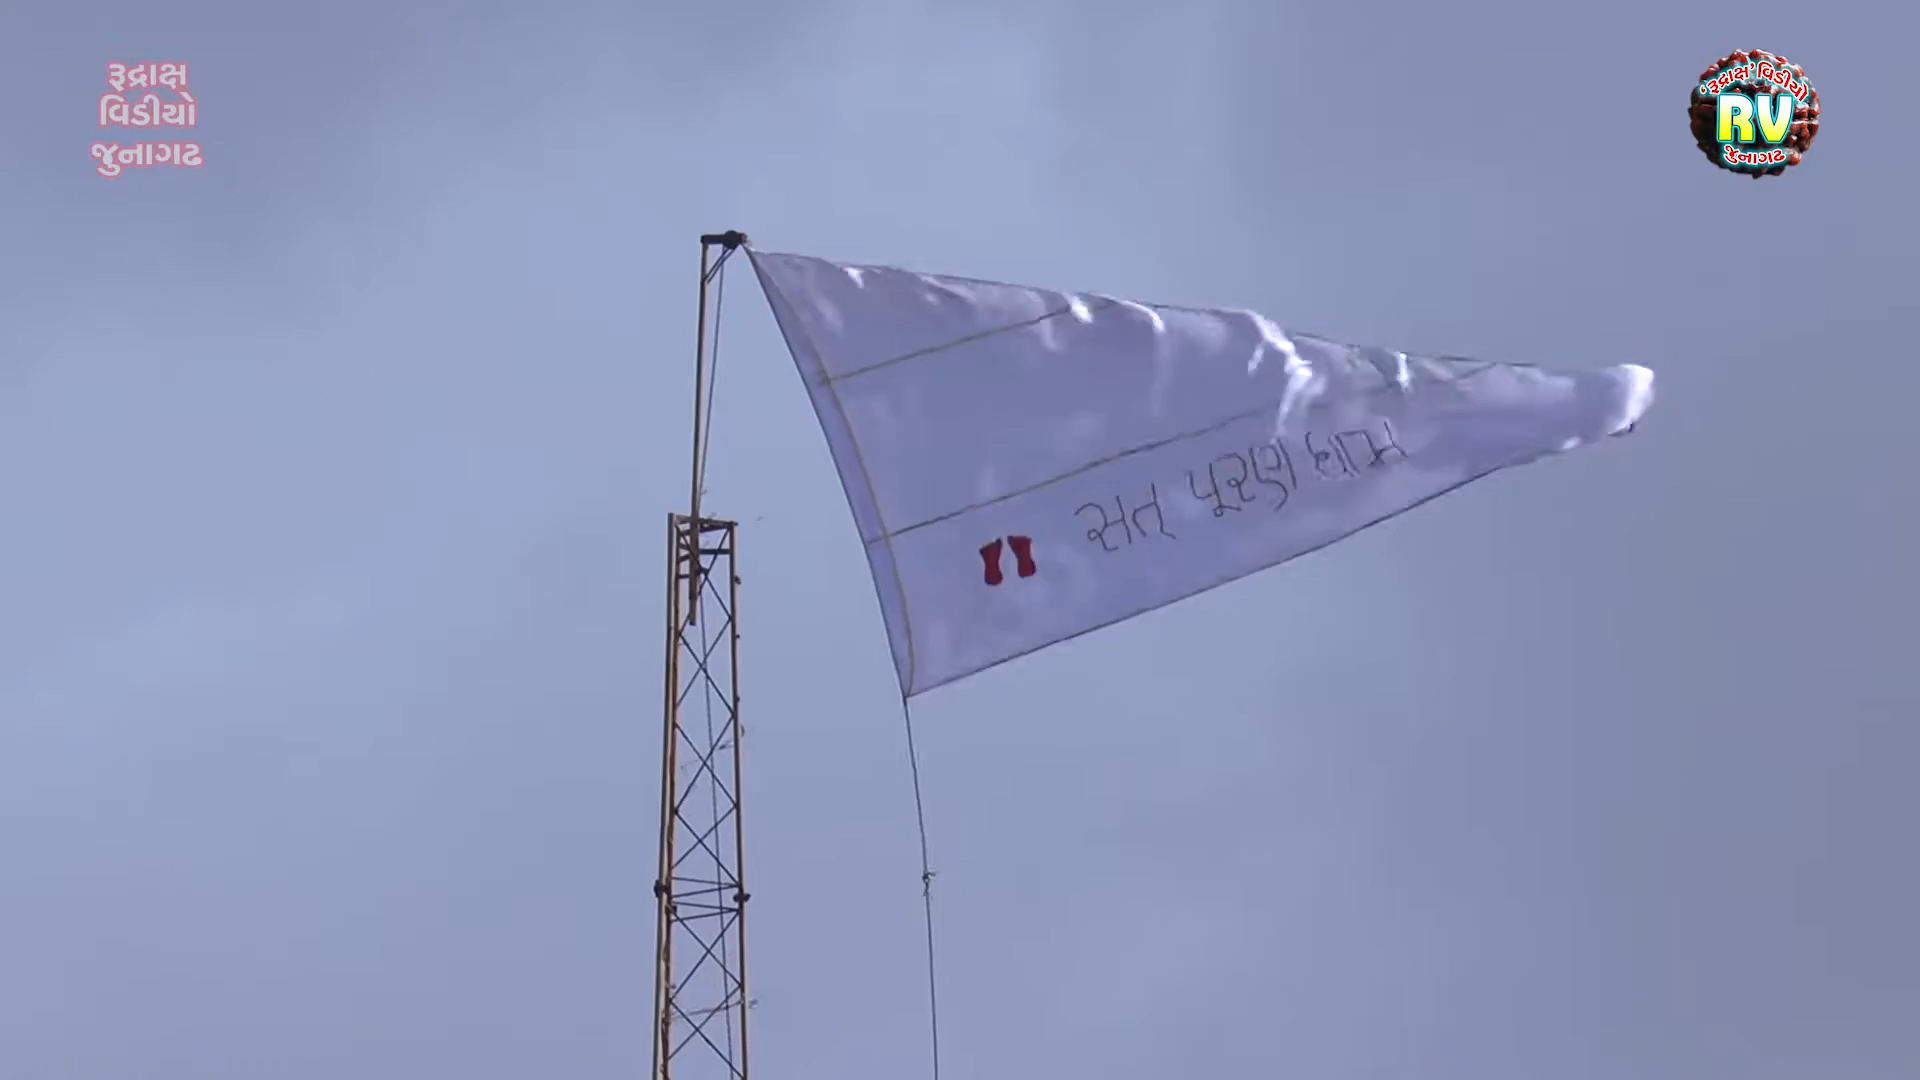 રૂદ્રાક્ષ
વિડીયો
જુનાગઢ
'રૂદ્રાક્ષ' વિડીયો
RV
જુનાગઢ
સત્ પૂરણ ધામ